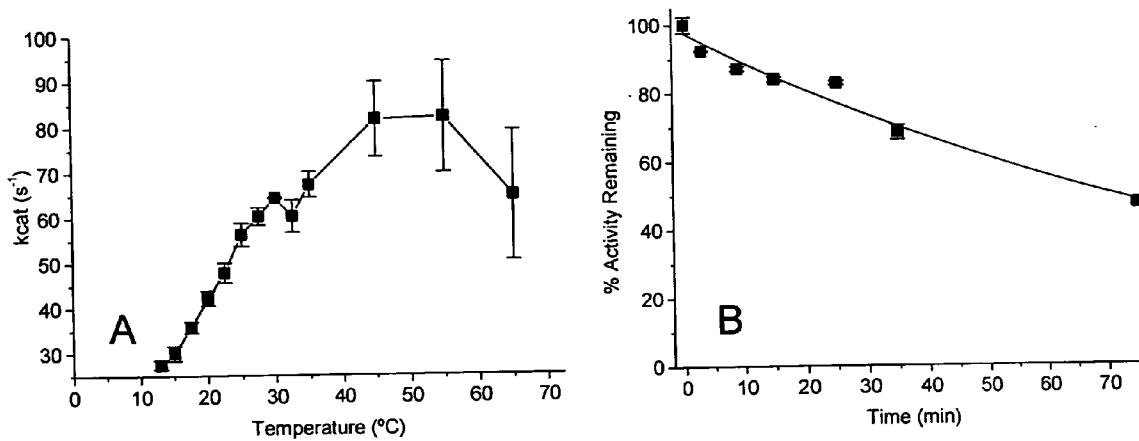 100
90
80
70
60
50
40
30
0 10 20 30 40 50 60 70
kcat (s⁻¹)
Temperature (ºC)
A
100
80
60
40
20
0
0 10 20 30 40 50 60 70
% Activity Remaining
Time (min)
B